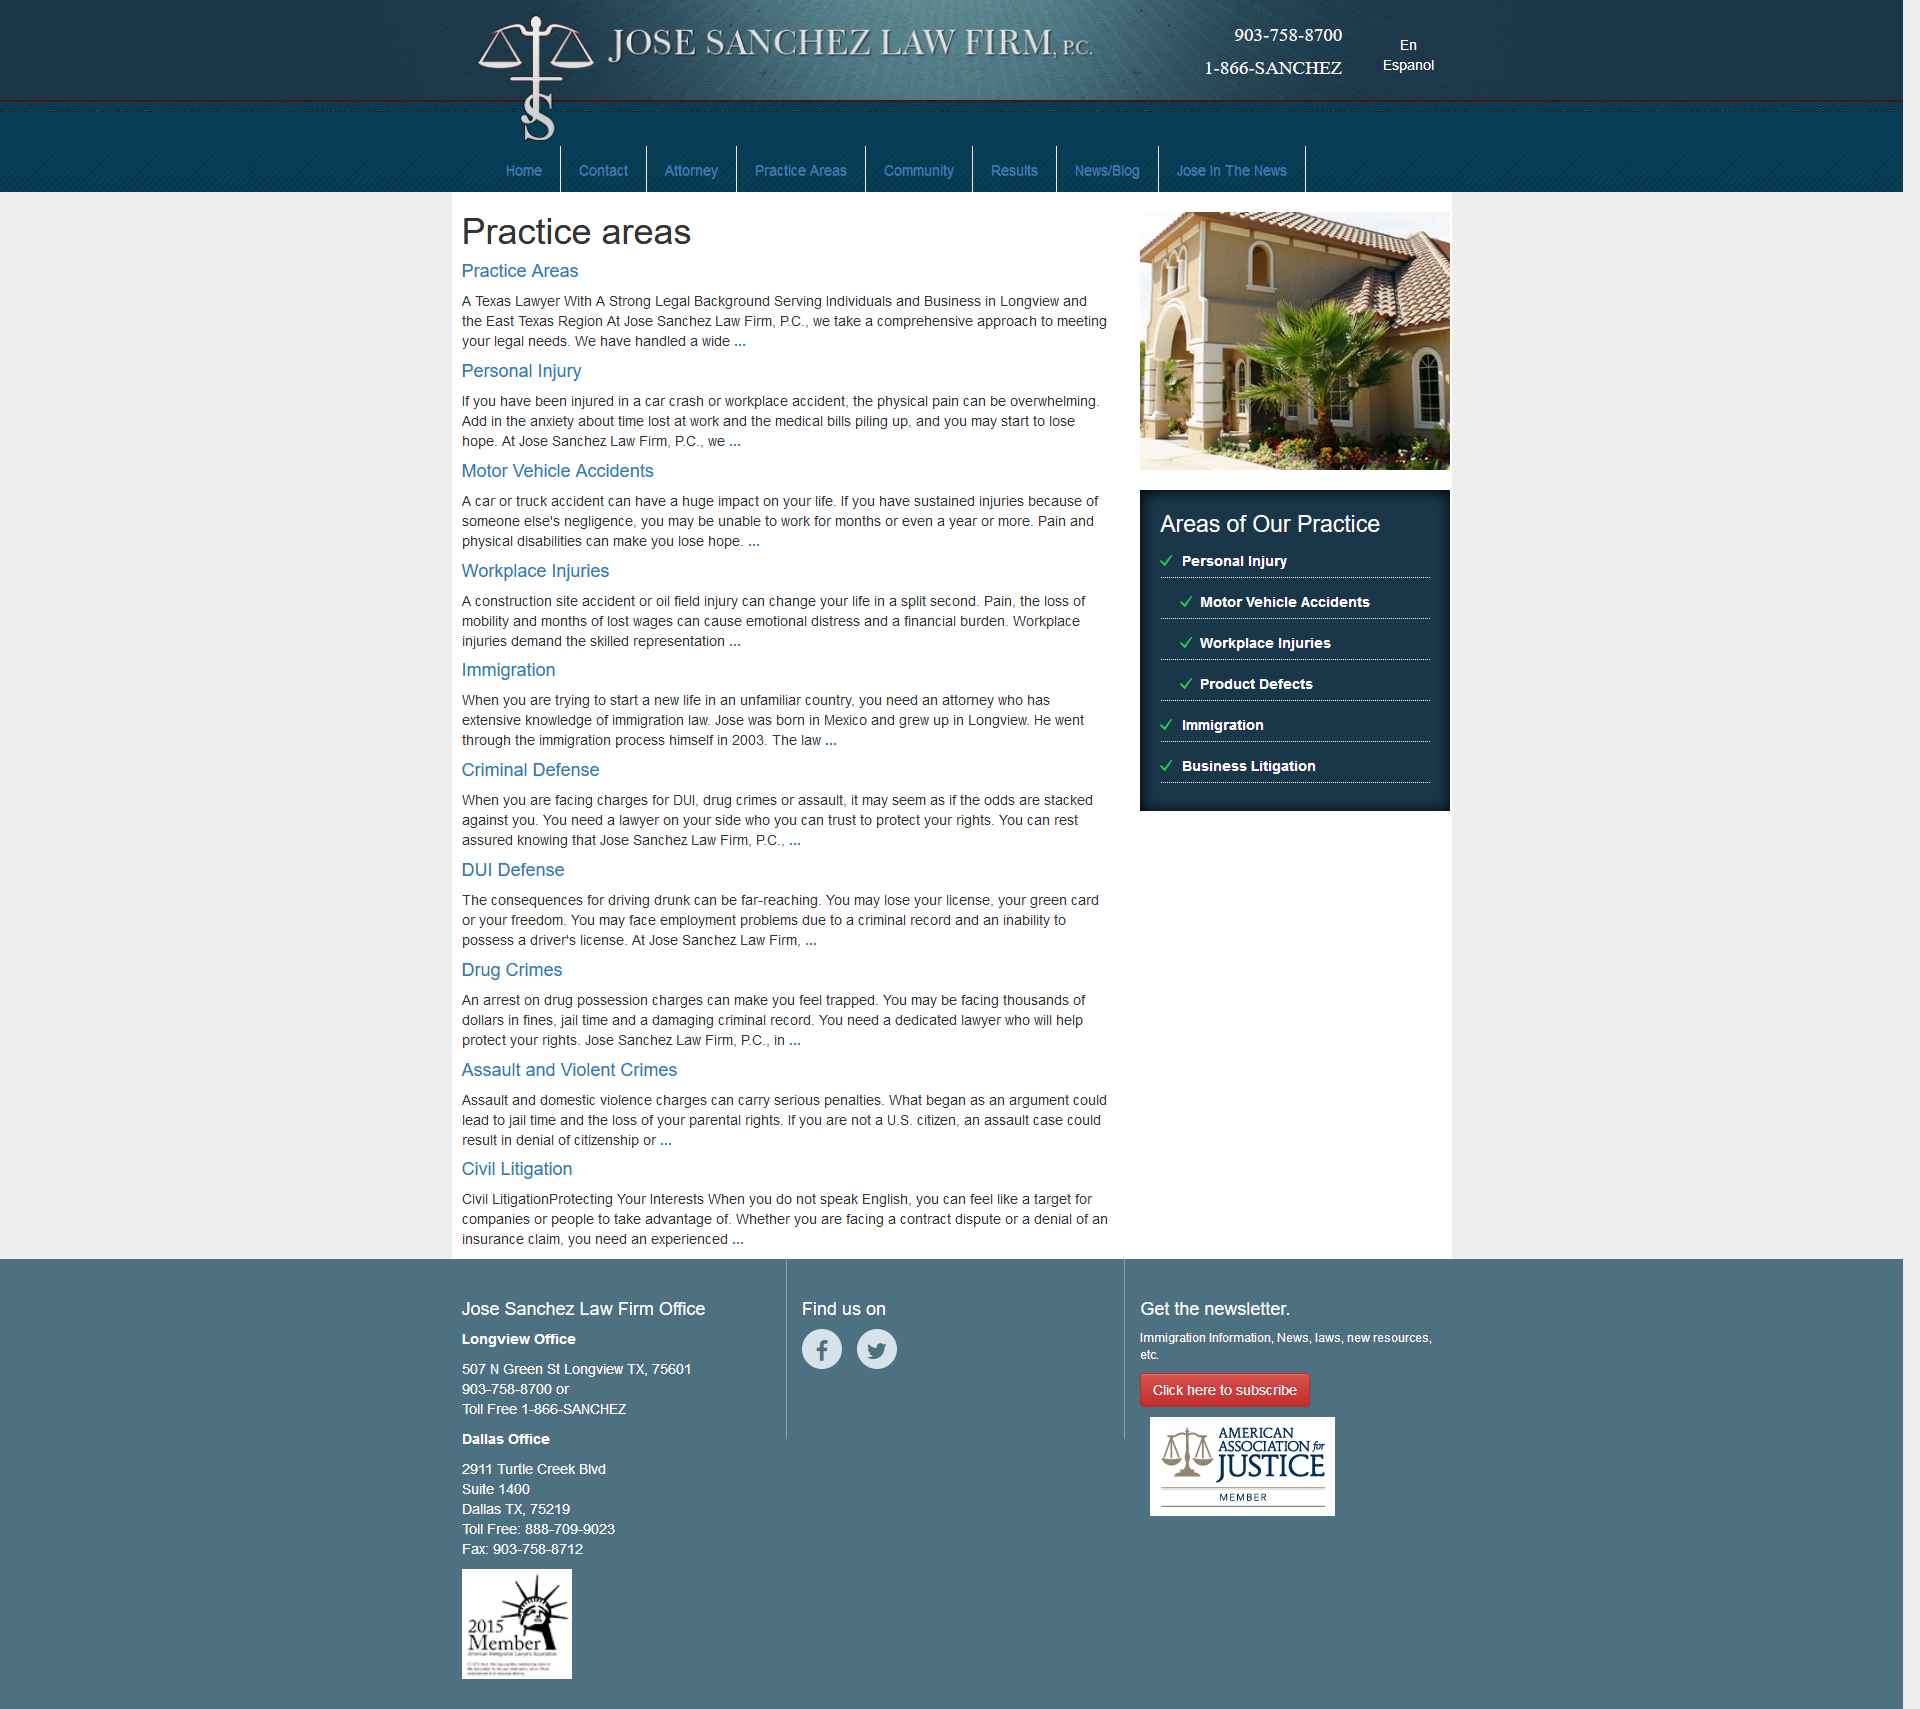 JS
JOSE SANCHEZ LAW FIRM, P.C.
903-758-8700
1-866-SANCHEZ
En
Espanol
Home
Contact
Attorney
Practice Areas
Community
Results
News/Blog
Jose In The News
Practice areas
Practice Areas
A Texas Lawyer With A Strong Legal Background Serving Individuals and Business in Longview and
the East Texas Region At Jose Sanchez Law Firm, P.C., we take a comprehensive approach to meeting
your legal needs. We have handled a wide ...
Personal Injury
If you have been injured in a car crash or workplace accident, the physical pain can be overwhelming.
Add in the anxiety about time lost at work and the medical bills piling up, and you may start to lose
hope. At Jose Sanchez Law Firm, P.C., we ...
Motor Vehicle Accidents
A car or truck accident can have a huge impact on your life. If you have sustained injuries because of
someone else's negligence, you may be unable to work for months or even a year or more. Pain and
physical disabilities can make you lose hope. ...
Workplace Injuries
A construction site accident or oil field injury can change your life in a split second. Pain, the loss of
mobility and months of lost wages can cause emotional distress and a financial burden. Workplace
injuries demand the skilled representation ...
Immigration
When you are trying to start a new life in an unfamiliar country, you need an attorney who has
extensive knowledge of immigration law. Jose was born in Mexico and grew up in Longview. He went
through the immigration process himself in 2003. The law ...
Criminal Defense
When you are facing charges for DUI, drug crimes or assault, it may seem as if the odds are stacked
against you. You need a lawyer on your side who you can trust to protect your rights. You can rest
assured knowing that Jose Sanchez Law Firm, P.C., ...
DUI Defense
The consequences for driving drunk can be far-reaching. You may lose your license, your green card
or your freedom. You may face employment problems due to a criminal record and an inability to
possess a driver's license. At Jose Sanchez Law Firm, ...
Drug Crimes
An arrest on drug possession charges can make you feel trapped. You may be facing thousands of
dollars in fines, jail time and a damaging criminal record. You need a dedicated lawyer who will help
protect your rights. Jose Sanchez Law Firm, P.C., in ...
Assault and Violent Crimes
Assault and domestic violence charges can carry serious penalties. What began as an argument could
lead to jail time and the loss of your parental rights. If you are not a U.S. citizen, an assault case could
result in denial of citizenship or ...
Civil Litigation
Civil LitigationProtecting Your Interests When you do not speak English, you can feel like a target for
companies or people to take advantage of. Whether you are facing a contract dispute or a denial of an
insurance claim, you need an experienced ...
Areas of Our Practice
Personal Injury
Motor Vehicle Accidents
Workplace Injuries
Product Defects
Immigration
Business Litigation
Jose Sanchez Law Firm Office
Longview Office
507 N Green St Longview TX, 75601
903-758-8700 or
Toll Free 1-866-SANCHEZ
Dallas Office
2911 Turtle Creek Blvd
Suite 1400
Dallas TX, 75219
Toll Free: 888-709-9023
Fax: 903-758-8712
2015
Member
American Immigration Lawyers Association
Find us on
Get the newsletter.
Immigration Information, News, laws, new resources,
etc.
Click here to subscribe
AMERICAN
ASSOCIATION for
JUSTICE
MEMBER